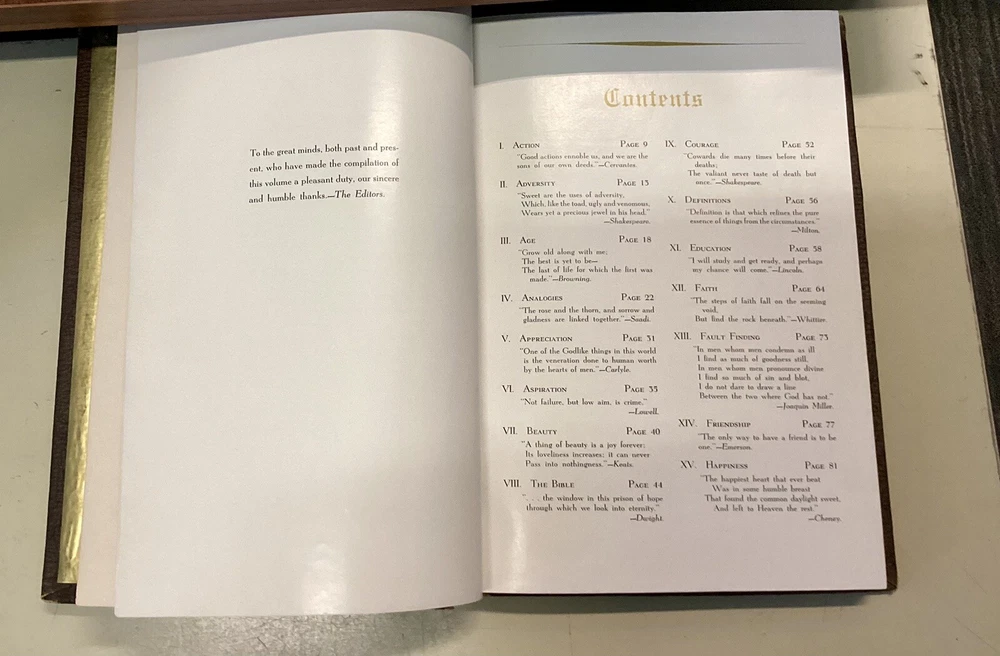 To the great minds, both past and pres-
ent, who have made the compilation of
this volume a pleasant duty, our sincere
and humble thanks.—The Editors.
Contents
I. ACTION PAGE 9
"Good actions ennoble us, and we are the
sons of our own deeds."—Cervantes.
II. ADVERSITY PAGE 13
"Sweet are the uses of adversity,
Which, like the toad, ugly and venomous,
Wears yet a precious jewel in his head."
—Shakespeare.
III. AGE PAGE 18
"Grow old along with me;
The best is yet to be—
The last of life for which the first was
made."—Browning.
IV. ANALOGIES PAGE 22
"The rose and the thorn, and sorrow and
gladness are linked together."—Saadi.
V. APPRECIATION PAGE 31
"One of the Godlike things in this world
is the veneration done to human worth
by the hearts of men."—Carlyle.
VI. ASPIRATION PAGE 35
"Not failure, but low aim, is crime."
—Lowell.
VII. BEAUTY PAGE 40
"A thing of beauty is a joy forever;
Its loveliness increases; it can never
Pass into nothingness."—Keats.
VIII. THE BIBLE PAGE 44
". . . the window in this prison of hope
through which we look into eternity."
—Dwight.
IX. COURAGE PAGE 52
"Cowards die many times before their
deaths;
The valiant never taste of death but
once."—Shakespeare.
X. DEFINITIONS PAGE 56
"Definition is that which refines the pure
essence of things from the circumstances."
—Milton.
XI. EDUCATION PAGE 58
"I will study and get ready, and perhaps
my chance will come."—Lincoln.
XII. FAITH PAGE 64
"The steps of faith fall on the seeming
void,
But find the rock beneath."—Whittier.
XIII. FAULT FINDING PAGE 73
"In men whom men condemn as ill
I find so much of goodness still,
In men whom men pronounce divine
I find so much of sin and blot,
I do not dare to draw a line
Between the two where God has not."
—Joaquin Miller.
XIV. FRIENDSHIP PAGE 77
"The only way to have a friend is to be
one."—Emerson.
XV. HAPPINESS PAGE 81
"The happiest heart that ever beat
Was in some humble breast
That found the common daylight sweet,
And left to Heaven the rest."
—Cheney.